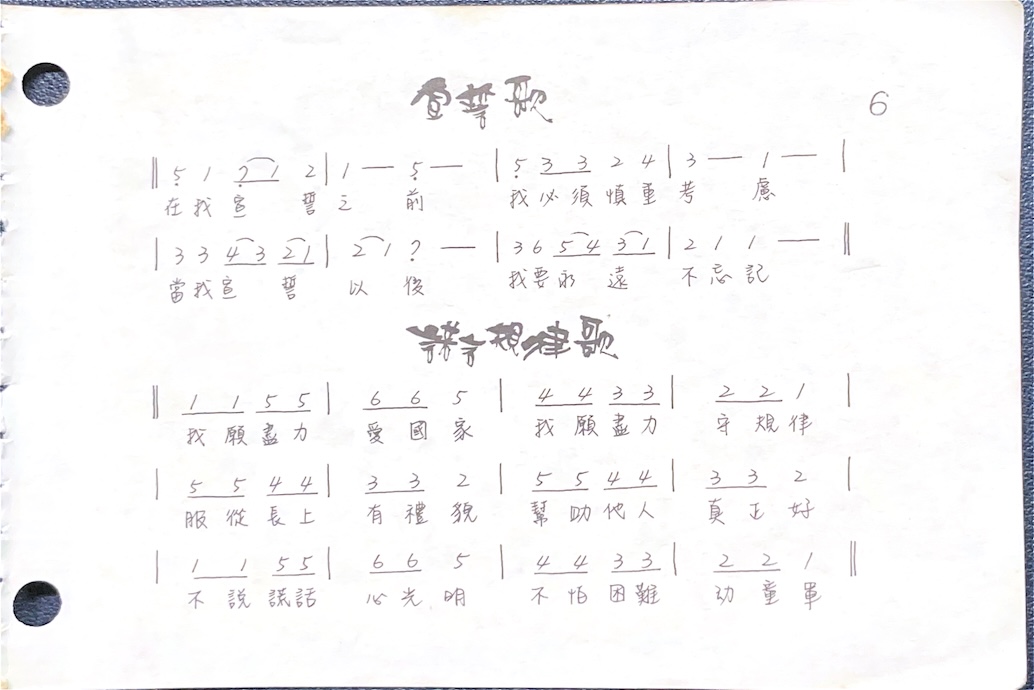 宣誓歌
6
‖ 5̣ 1 7̣ 1 2 | 1 — 5̣ — | 5̣ 3 3 2 4 | 3 — 1 — |
在我宣 誓之 前 我必須慎重考 慮
| 3 3 4 3 2 1 | 2 1 7̣ — | 3 6 5 4 3 1 | 2 1 1 — ‖
當我宣 誓 以 後 我要永 遠 不忘記
諾言規律歌
‖ 1 1 5 5 | 6 6 5 | 4 4 3 3 | 2 2 1 |
我願盡力 愛國家 我願盡力 守規律
| 5 5 4 4 | 3 3 2 | 5 5 4 4 | 3 3 2 |
服從長上 有禮貌 幫助他人 真正好
| 1 1 5 5 | 6 6 5 | 4 4 3 3 | 2 2 1 ‖
不說謊話 心光明 不怕困難 幼童軍